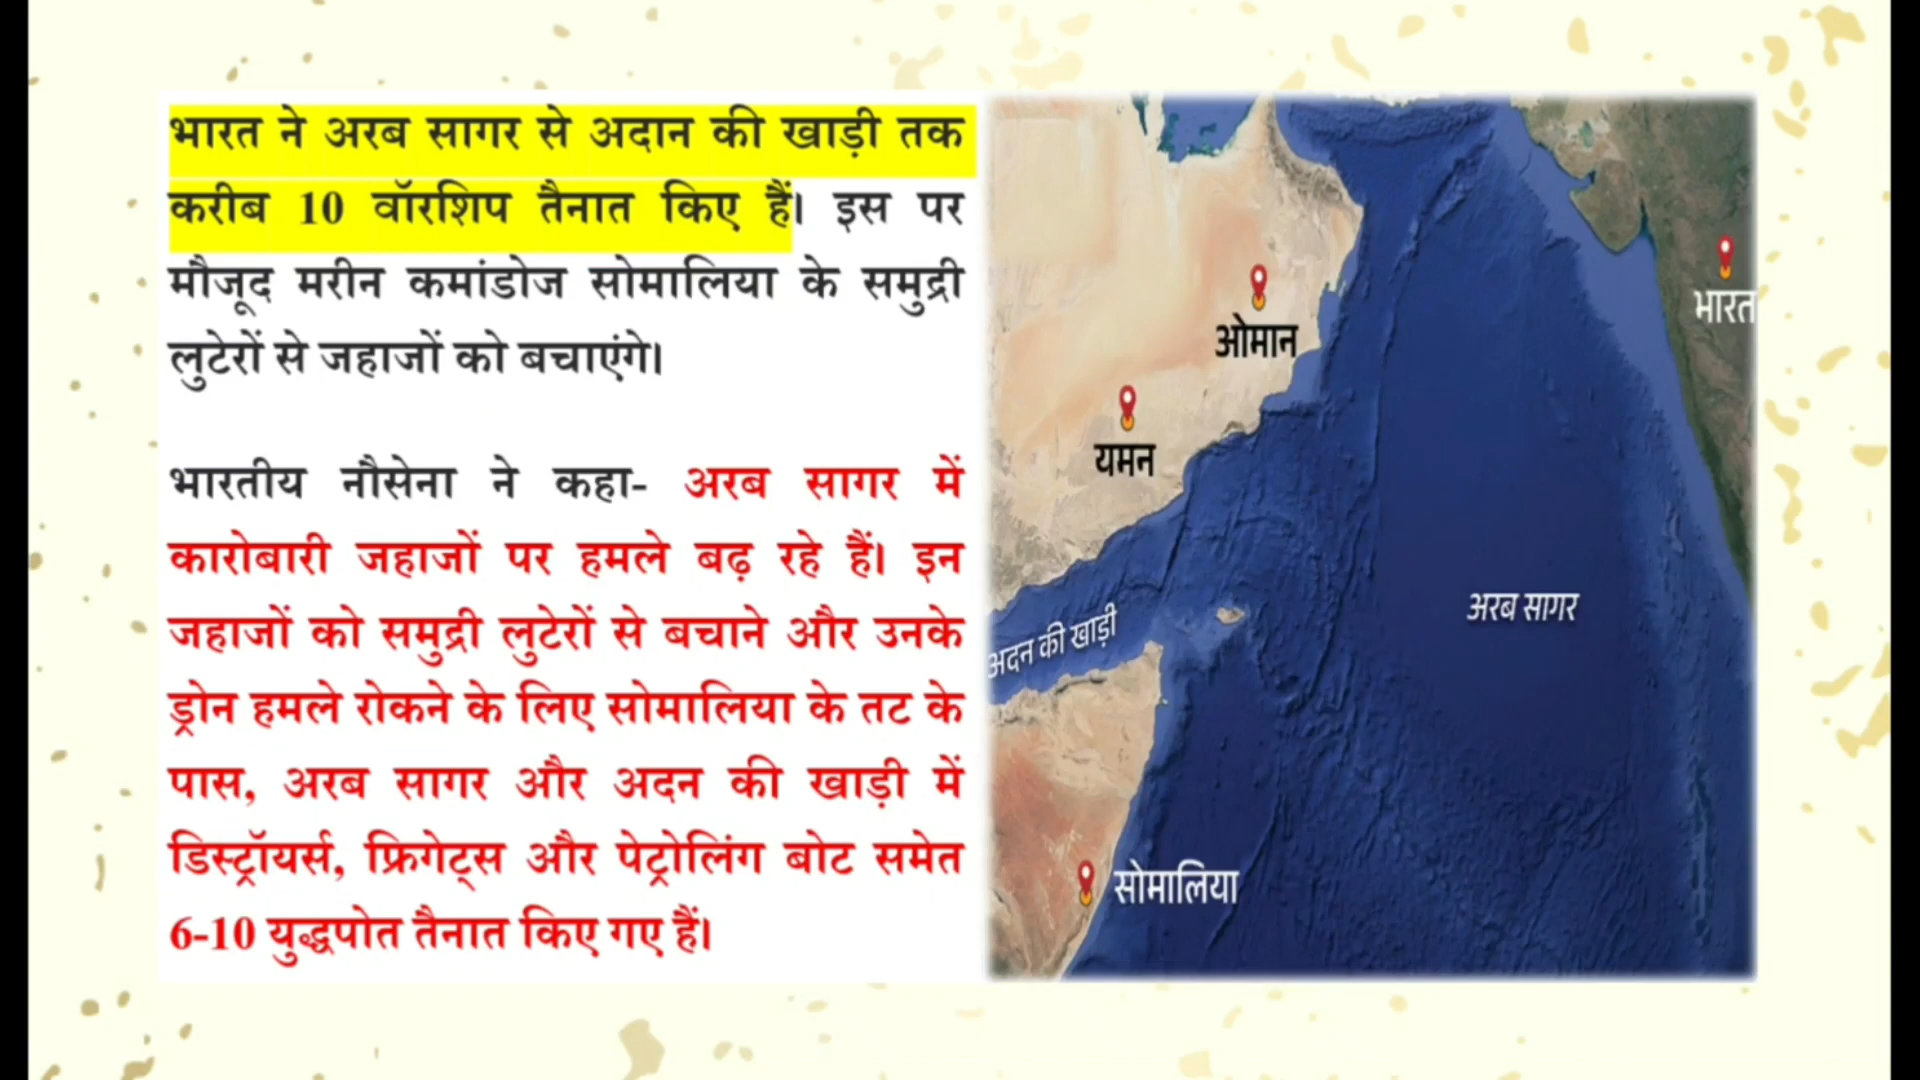 भारत ने अरब सागर से अदान की खाड़ी तक
करीब 10 वॉरशिप तैनात किए हैं। इस पर
मौजूद मरीन कमांडोज सोमालिया के समुद्री
लुटेरों से जहाजों को बचाएंगे।
भारतीय नौसेना ने कहा- अरब सागर में
कारोबारी जहाजों पर हमले बढ़ रहे हैं। इन
जहाजों को समुद्री लुटेरों से बचाने और उनके
ड्रोन हमले रोकने के लिए सोमालिया के तट के
पास, अरब सागर और अदन की खाड़ी में
डिस्ट्रॉयर्स, फ्रिगेट्स और पेट्रोलिंग बोट समेत
6-10 युद्धपोत तैनात किए गए हैं।
भारत
ओमान
यमन
अरब सागर
अदन की खाड़ी
सोमालिया